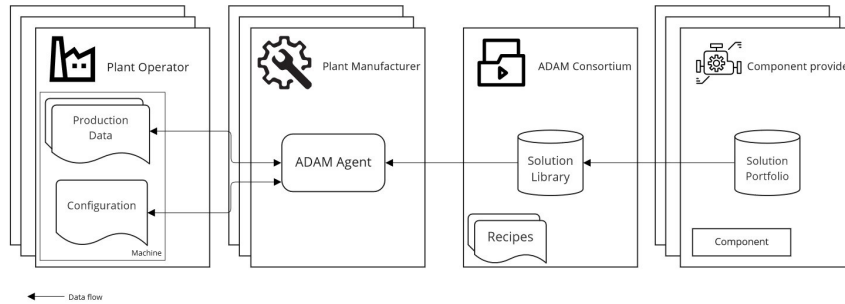 Plant Operator
Production
Data
Configuration
Machine
Plant Manufacturer
ADAM Agent
ADAM Consortium
Solution
Library
Recipes
Component provide
Solution
Portfolio
Component
Data flow